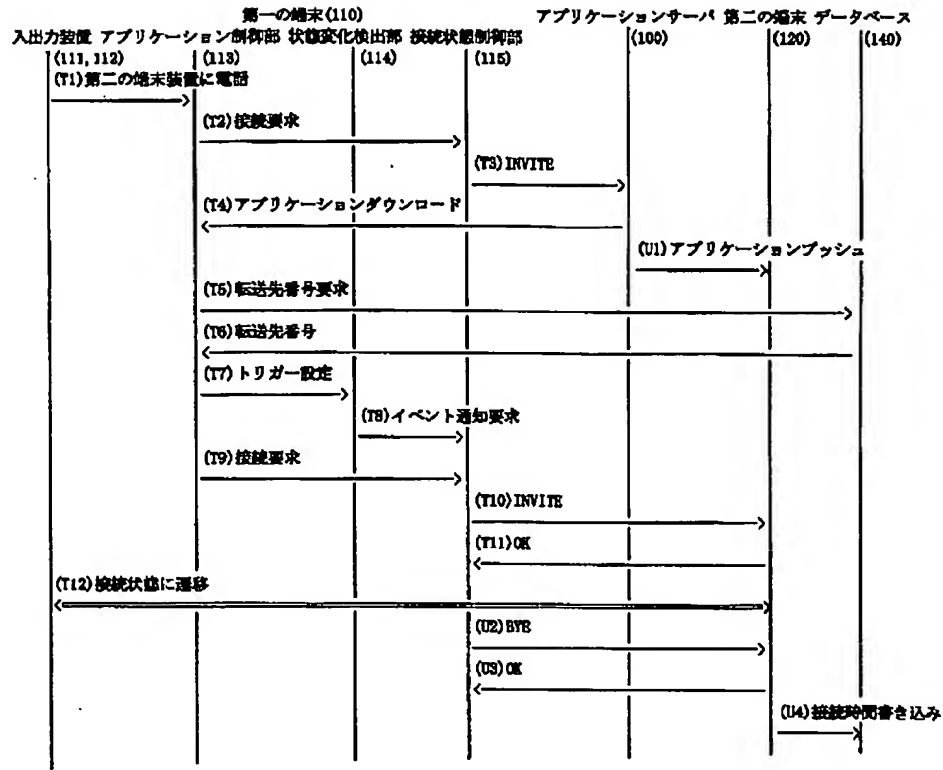 第一の端末(110)
アプリケーションサーバ 第二の端末 データベース
入出力装置 アプリケーション制御部 状態変化検出部 接続状態制御部
(111,112) (113) (114) (115) (100) (120) (140)
(T1)第二の端末装置に電話
(T2)接続要求
(T3)INVITE
(T4)アプリケーションダウンロード
(U1)アプリケーションプッシュ
(T5)転送先番号要求
(T6)転送先番号
(T7)トリガー設定
(T8)イベント通知要求
(T9)接続要求
(T10)INVITE
(T11)OK
(T12)接続状態に遷移
(U2)BYE
(U3)OK
(U4)接続時間書き込み